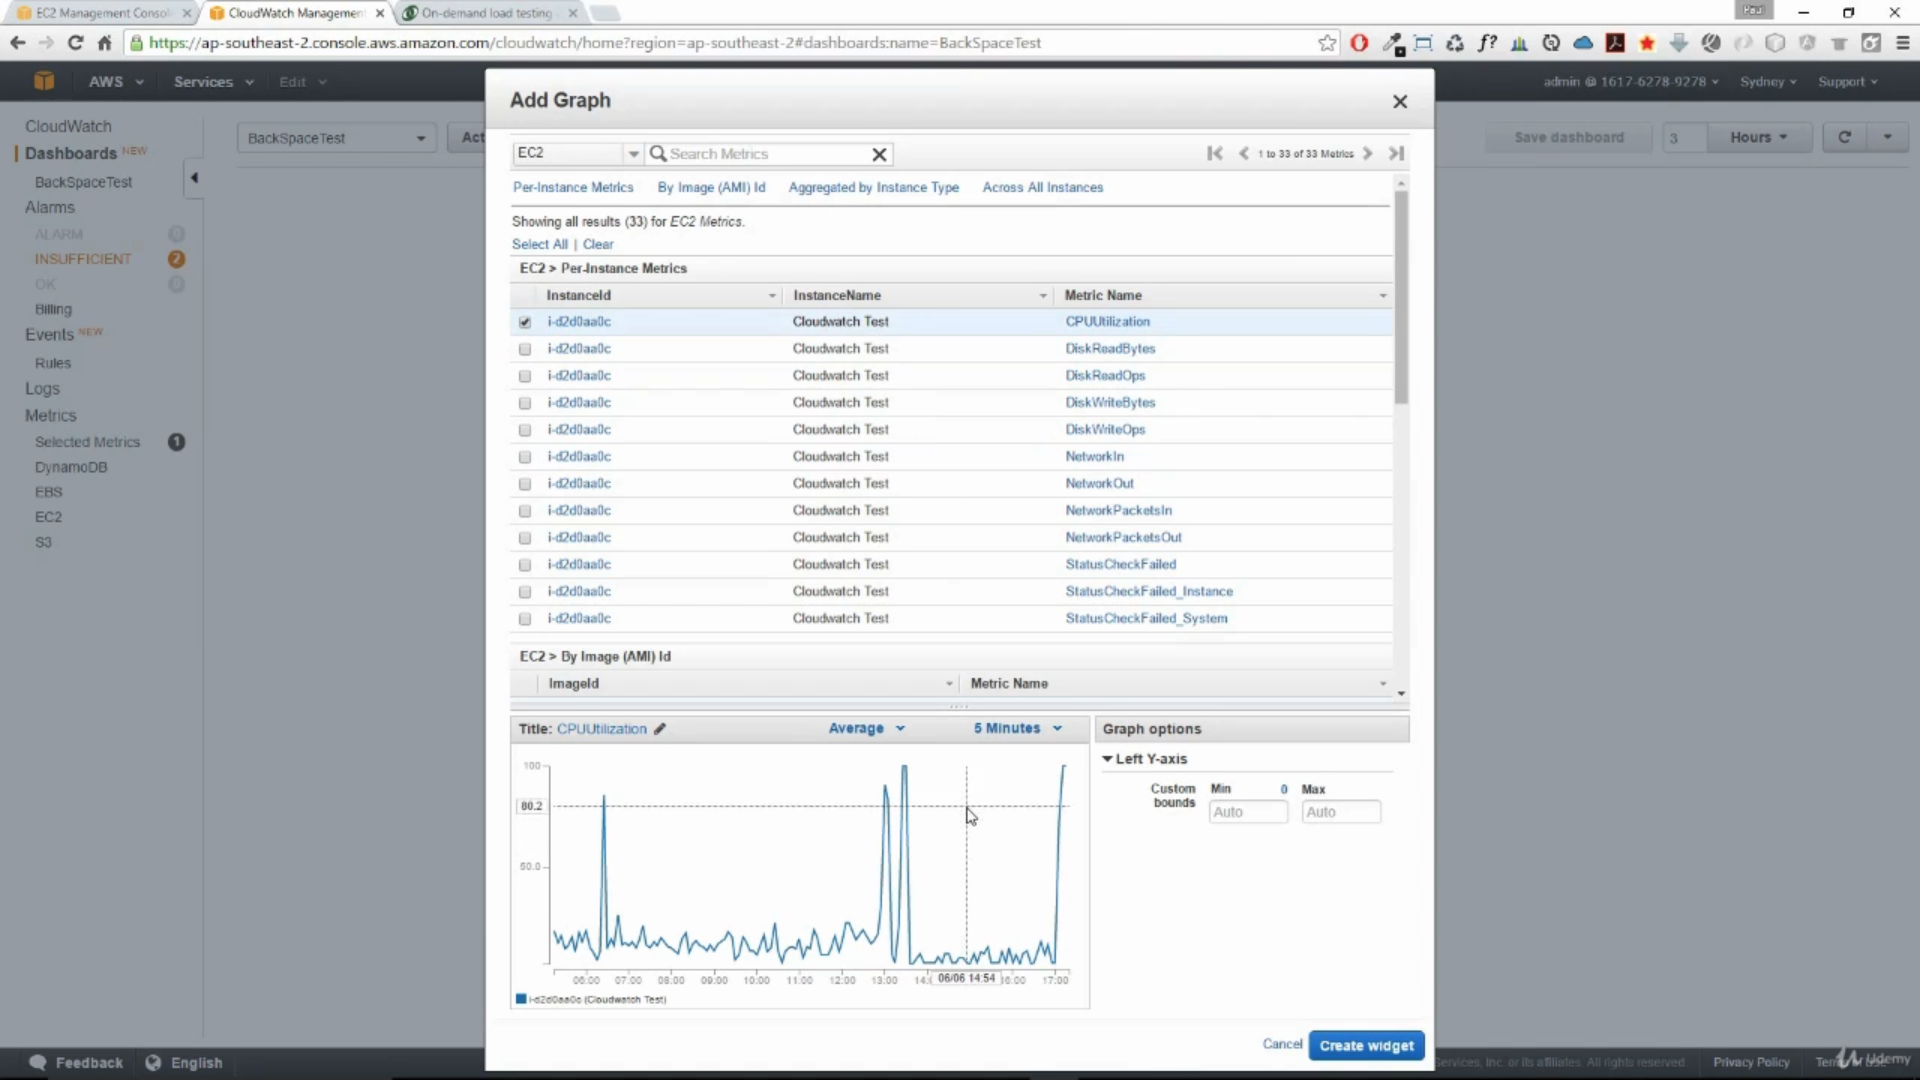 EC2 Management Consol
CloudWatch Management
On-demand load testing
Paul
https://ap-southeast-2.console.aws.amazon.com/cloudwatch/home?region=ap-southeast-2#dashboards:name=BackSpaceTest
f?
AWS
Services
Edit
admin @ 1617-6278-9278
Sydney
Support
CloudWatch
Dashboards NEW
BackSpaceTest
Alarms
ALARM 0
INSUFFICIENT 2
OK 0
Billing
Events NEW
Rules
Logs
Metrics
Selected Metrics 1
DynamoDB
EBS
EC2
S3
BackSpaceTest
Act
Save dashboard
3
Hours
Add Graph
EC2
Search Metrics
1 to 33 of 33 Metrics
Per-Instance Metrics By Image (AMI) Id Aggregated by Instance Type Across All Instances
Showing all results (33) for EC2 Metrics.
Select All | Clear
EC2 > Per-Instance Metrics
InstanceId InstanceName Metric Name
i-d2d0aa0c Cloudwatch Test CPUUtilization
i-d2d0aa0c Cloudwatch Test DiskReadBytes
i-d2d0aa0c Cloudwatch Test DiskReadOps
i-d2d0aa0c Cloudwatch Test DiskWriteBytes
i-d2d0aa0c Cloudwatch Test DiskWriteOps
i-d2d0aa0c Cloudwatch Test NetworkIn
i-d2d0aa0c Cloudwatch Test NetworkOut
i-d2d0aa0c Cloudwatch Test NetworkPacketsIn
i-d2d0aa0c Cloudwatch Test NetworkPacketsOut
i-d2d0aa0c Cloudwatch Test StatusCheckFailed
i-d2d0aa0c Cloudwatch Test StatusCheckFailed_Instance
i-d2d0aa0c Cloudwatch Test StatusCheckFailed_System
EC2 > By Image (AMI) Id
ImageId Metric Name
Title: CPUUtilization Average 5 Minutes
100
80.2
50.0
06:00 07:00 08:00 09:00 10:00 11:00 12:00 13:00 14: 06/06 14:54 16:00 17:00
i-d2d0aa0c (Cloudwatch Test)
Graph options
Left Y-axis
Custom bounds
Min 0 Max
Auto Auto
Cancel
Create widget
Feedback
English
Services, Inc. or its affiliates. All rights reserved.
Privacy Policy
Udemy